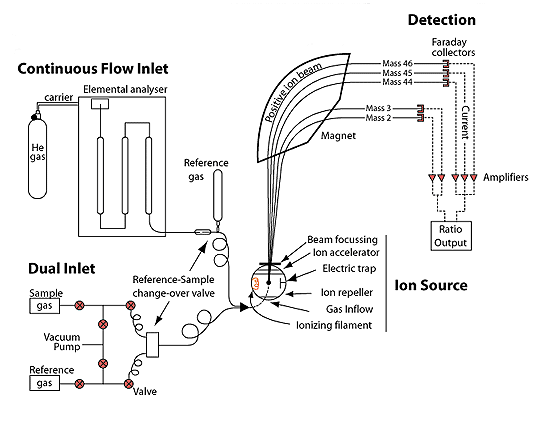 Detection
Faraday
collectors
Continuous Flow Inlet
carrier
Elemental analyser
He
gas
Reference
gas
Positive ion beam
Magnet
Mass 46
Mass 45
Mass 44
Mass 3
Mass 2
Current
Amplifiers
Ratio
Output
Beam focussing
Ion accelerator
Electric trap
Ion repeller
Gas Inflow
Ionizing filament
Ion Source
Dual Inlet
Reference-Sample
change-over valve
Sample
gas
Vacuum
Pump
Reference
gas
Valve